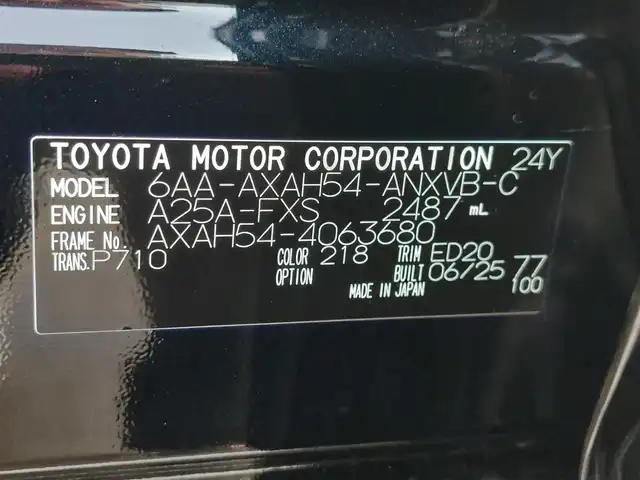 TOYOTA MOTOR CORPORATION 24Y
MODEL 6AA-AXAH54-ANXVB-C
ENGINE A25A-FXS 2487 mL
FRAME No. AXAH54-4063680
TRANS. P710 COLOR 218 TRIM ED20
OPTION BUILT 06/25 77
MADE IN JAPAN 100